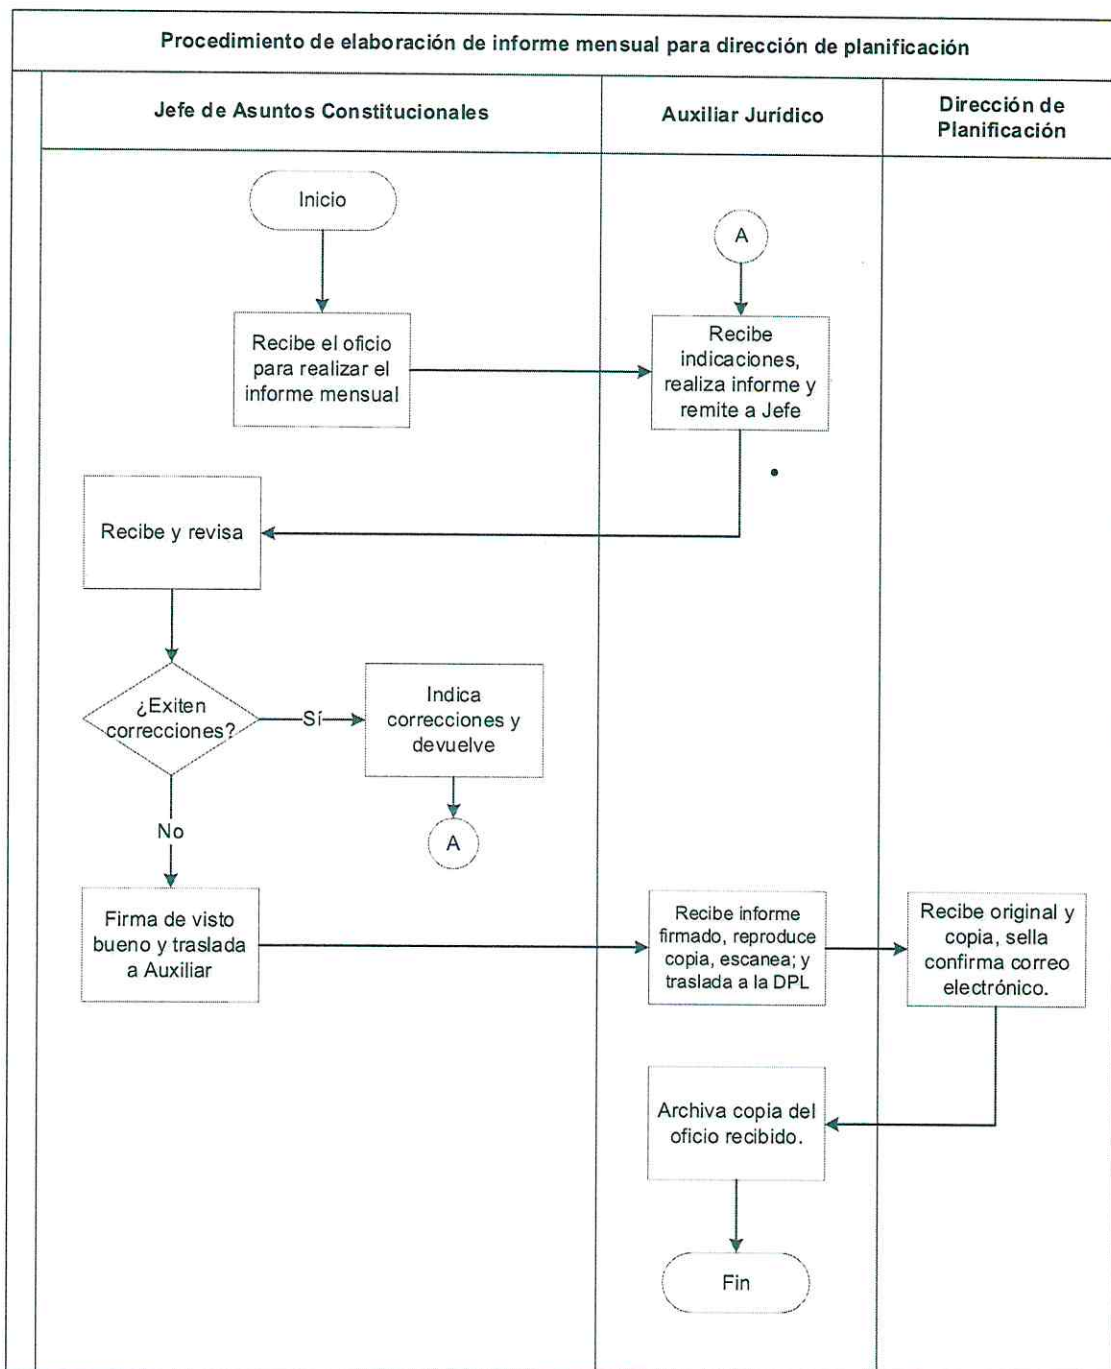 Procedimiento de elaboración de informe mensual para dirección de planificación
Jefe de Asuntos Constitucionales
Auxiliar Jurídico
Dirección de
Planificación
Inicio
A
Recibe el oficio
para realizar el
informe mensual
Recibe
indicaciones,
realiza informe y
remite a Jefe
Recibe y revisa
¿Exiten
correcciones?
Sí
Indica
correcciones y
devuelve
No
A
Firma de visto
bueno y traslada
a Auxiliar
Recibe informe
firmado, reproduce
copia, escanea; y
traslada a la DPL
Recibe original y
copia, sella
confirma correo
electrónico.
Archiva copia del
oficio recibido.
Fin